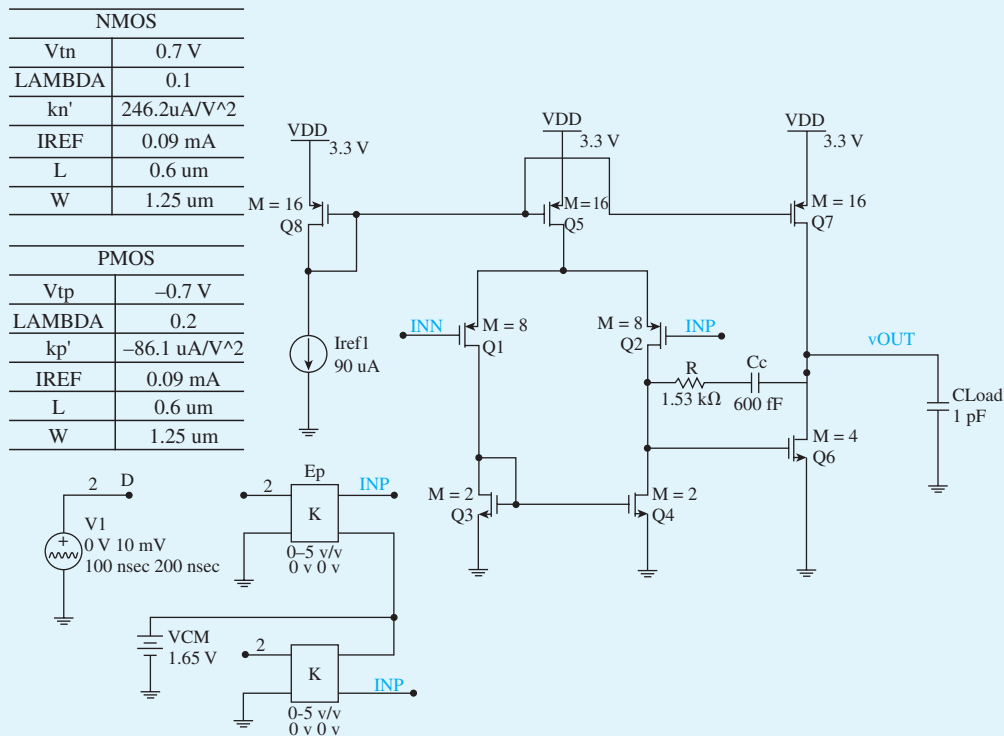 NMOS
Vtn 0.7 V
LAMBDA 0.1
kn' 246.2uA/V^2
IREF 0.09 mA
L 0.6 um
W 1.25 um
PMOS
Vtp –0.7 V
LAMBDA 0.2
kp' –86.1 uA/V^2
IREF 0.09 mA
L 0.6 um
W 1.25 um
VDD
3.3 V
VDD
3.3 V
VDD
3.3 V
M = 16
Q8
M = 16
Q5
M = 16
Q7
INN
M = 8
Q1
M = 8
Q2
INP
Iref1
90 uA
R
1.53 kΩ
Cc
600 fF
vOUT
CLoad
1 pF
M = 4
Q6
M = 2
Q3
M = 2
Q4
2 D
V1
0 V 10 mV
100 nsec 200 nsec
Ep
2
INP
K
0–5 v/v
0 v 0 v
VCM
1.65 V
2
K
INP
0-5 v/v
0 v 0 v